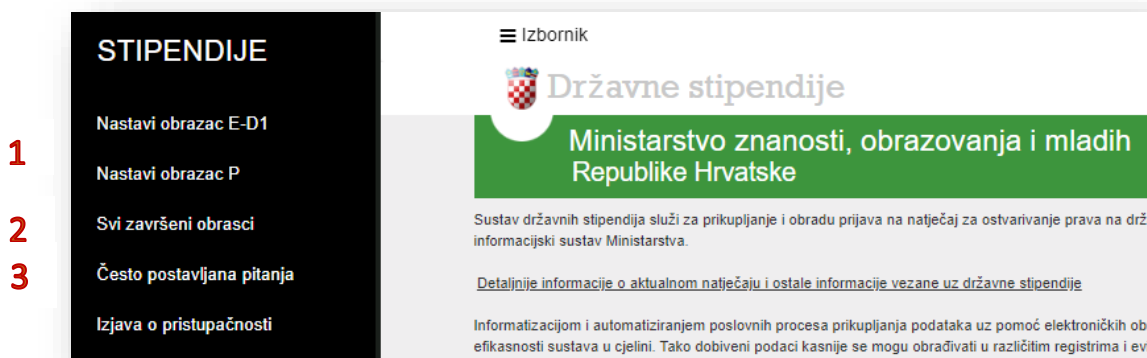 STIPENDIJE
Nastavi obrazac E-D1
1
Nastavi obrazac P
2
Svi završeni obrasci
3
Često postavljana pitanja
Izjava o pristupačnosti
Izbornik
Državne stipendije
Ministarstvo znanosti, obrazovanja i mladih
Republike Hrvatske
Sustav državnih stipendija služi za prikupljanje i obradu prijava na natječaj za ostvarivanje prava na drž
informacijski sustav Ministarstva.
Detaljnije informacije o aktualnom natječaju i ostale informacije vezane uz državne stipendije
Informatizacijom i automatiziranjem poslovnih procesa prikupljanja podataka uz pomoć elektroničkih ob
efikasnosti sustava u cjelini. Tako dobiveni podaci kasnije se mogu obrađivati u različitim registrima i ev